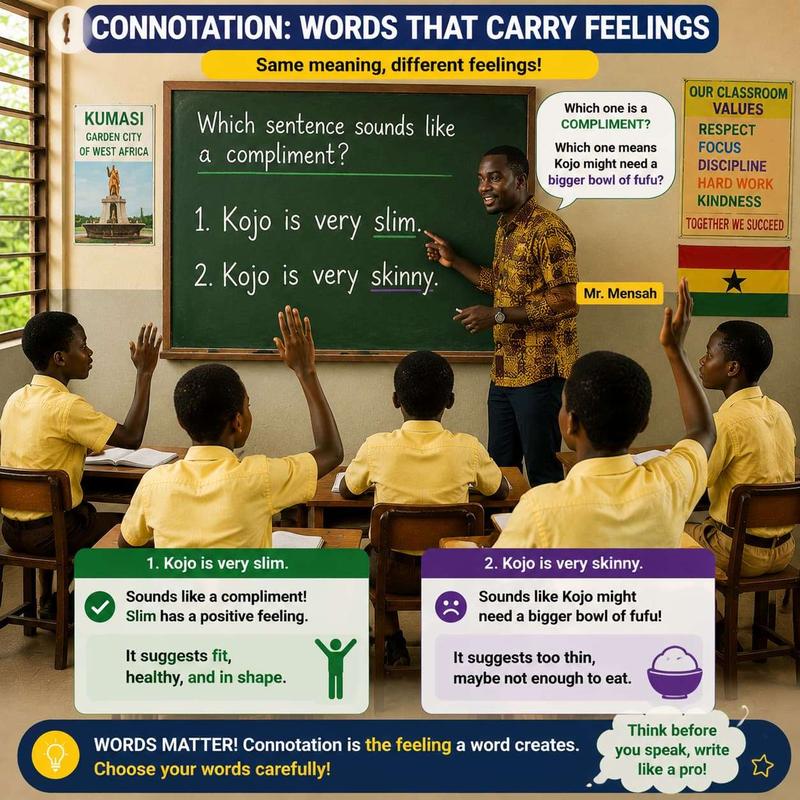 CONNOTATION: WORDS THAT CARRY FEELINGS
Same meaning, different feelings!
KUMASI
GARDEN CITY
OF WEST AFRICA
Which sentence sounds like
a compliment?
1. Kojo is very slim.
2. Kojo is very skinny.
Which one is a
COMPLIMENT?
Which one means
Kojo might need a
bigger bowl of fufu?
OUR CLASSROOM
VALUES
RESPECT
FOCUS
DISCIPLINE
HARD WORK
KINDNESS
TOGETHER WE SUCCEED
Mr. Mensah
1. Kojo is very slim.
Sounds like a compliment!
Slim has a positive feeling.
It suggests fit,
healthy, and in shape.
2. Kojo is very skinny.
Sounds like Kojo might
need a bigger bowl of fufu!
It suggests too thin,
maybe not enough to eat.
WORDS MATTER! Connotation is the feeling a word creates.
Choose your words carefully!
Think before
you speak, write
like a pro!